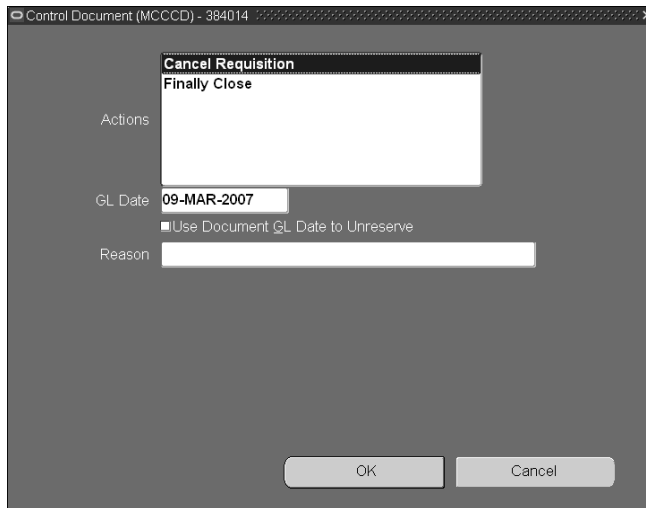 Control Document (MCCCD) - 384014
Cancel Requisition
Finally Close
Actions
GL Date 09-MAR-2007
Use Document GL Date to Unreserve
Reason
OK Cancel